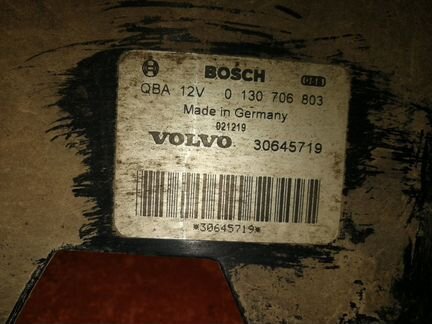 BOSCH
QBA 12V 0 130 706 803
Made in Germany
021219
VOLVO 30645719
*30645719*